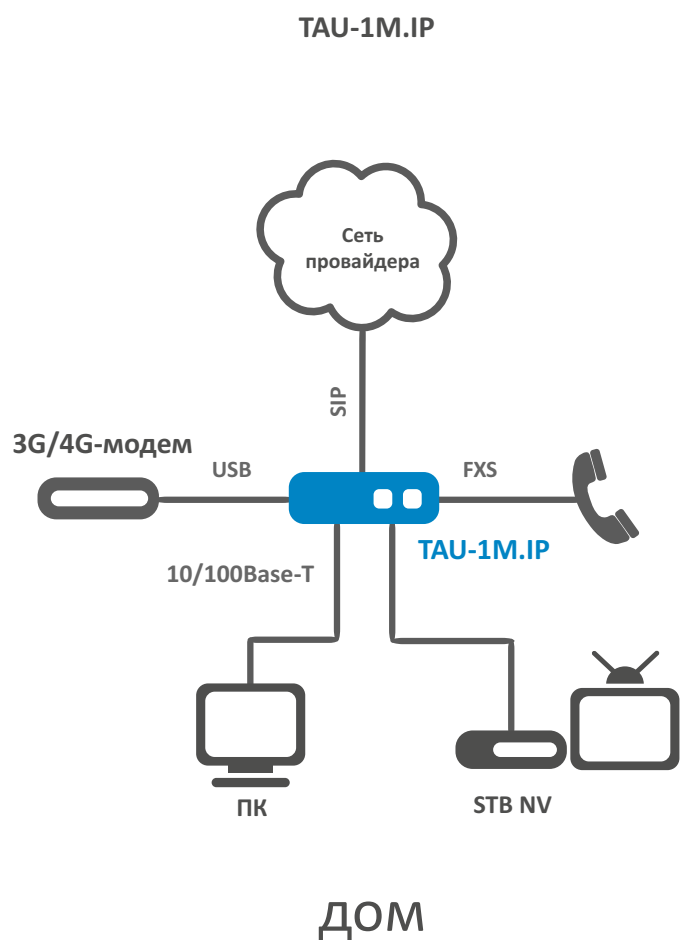 TAU-1M.IP
Сеть
провайдера
SIP
3G/4G-модем
USB
FXS
TAU-1M.IP
10/100Base-T
ПК
STB NV
ДОМ